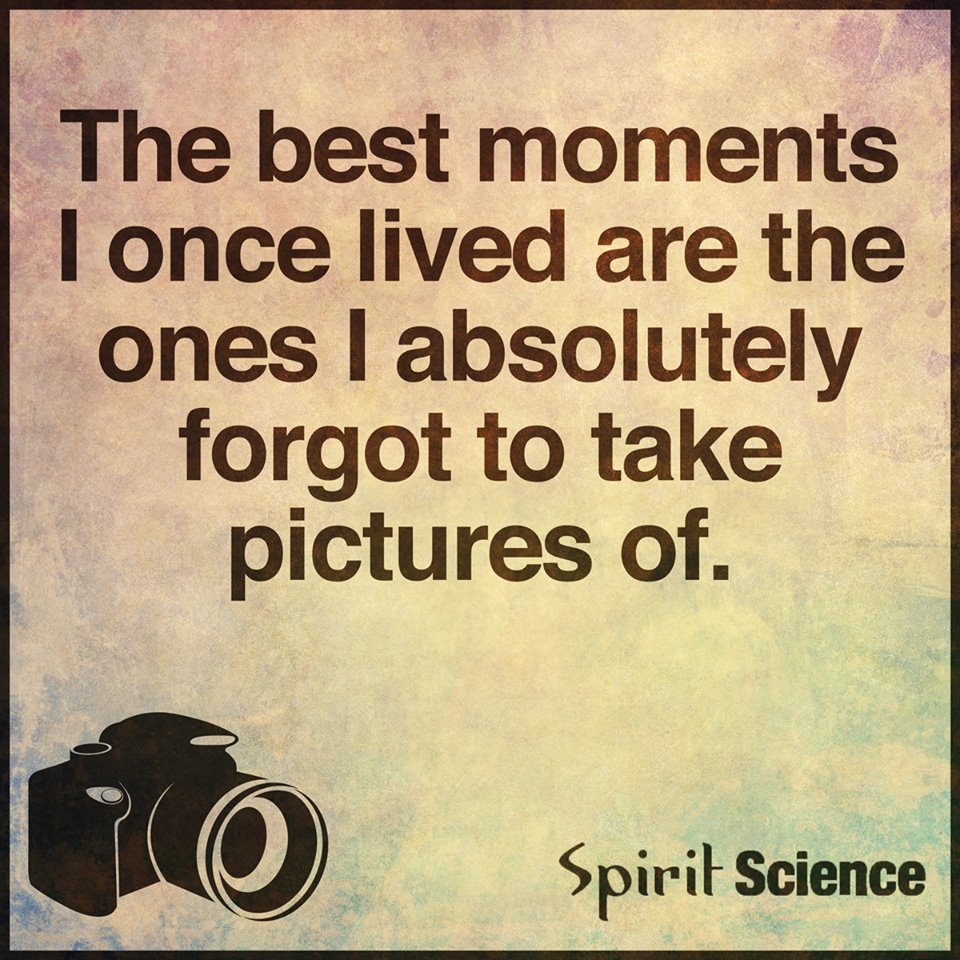 The best moments
I once lived are the
ones I absolutely
forgot to take
pictures of.
Spirit Science